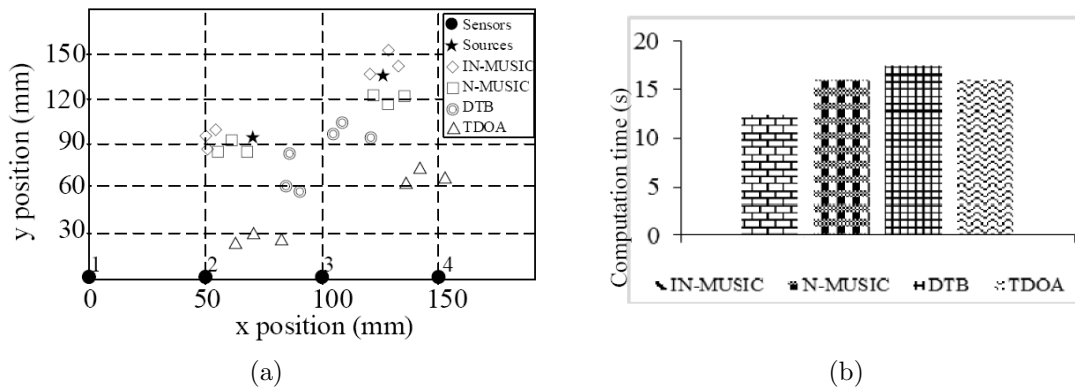 Sensors
Sources
IN-MUSIC
N-MUSIC
DTB
TDOA
150
120
90
60
30
y position (mm)
1 2 3 4
0 50 100 150
x position (mm)
(a)
20
15
10
5
0
Computation time (s)
IN-MUSIC N-MUSIC DTB TDOA
(b)